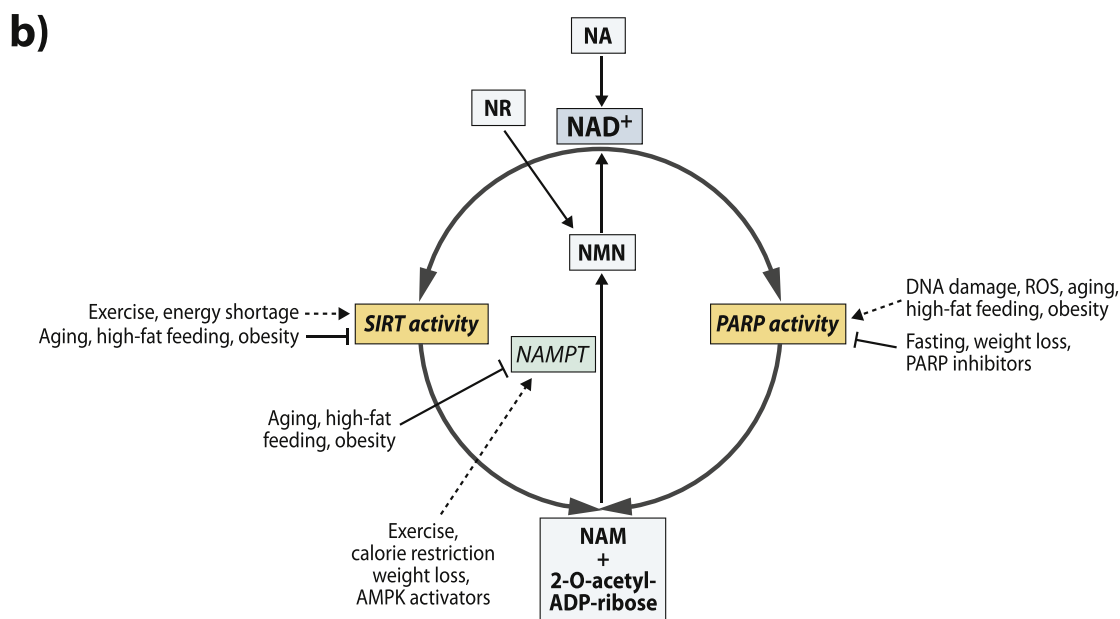 b)
NA
NR
NAD+
NMN
Exercise, energy shortage
Aging, high-fat feeding, obesity
SIRT activity
PARP activity
DNA damage, ROS, aging,
high-fat feeding, obesity
Fasting, weight loss,
PARP inhibitors
NAMPT
Aging, high-fat
feeding, obesity
Exercise,
calorie restriction
weight loss,
AMPK activators
NAM
+
2-O-acetyl-
ADP-ribose